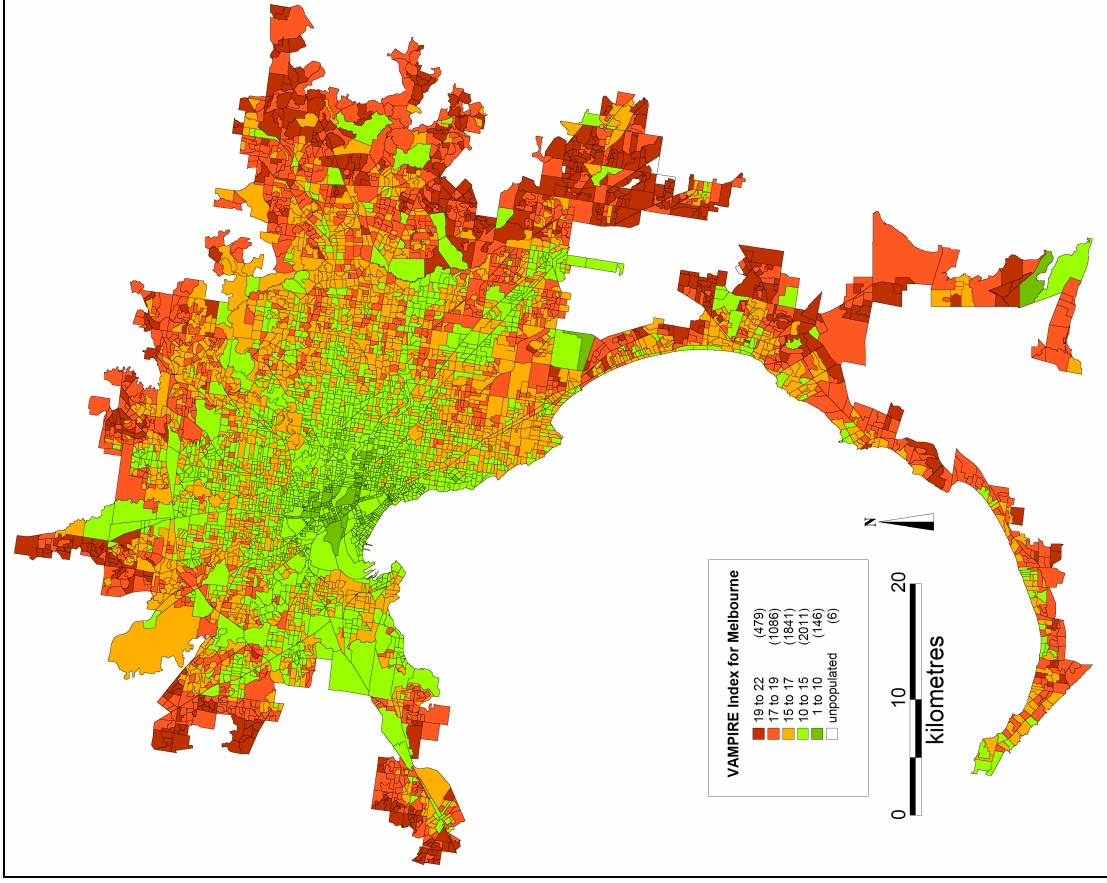 N
VAMPIRE Index for Melbourne
19 to 22 (479)
17 to 19 (1086)
15 to 17 (1841)
10 to 15 (2011)
1 to 10 (146)
unpopulated (6)
0 10 20
kilometres